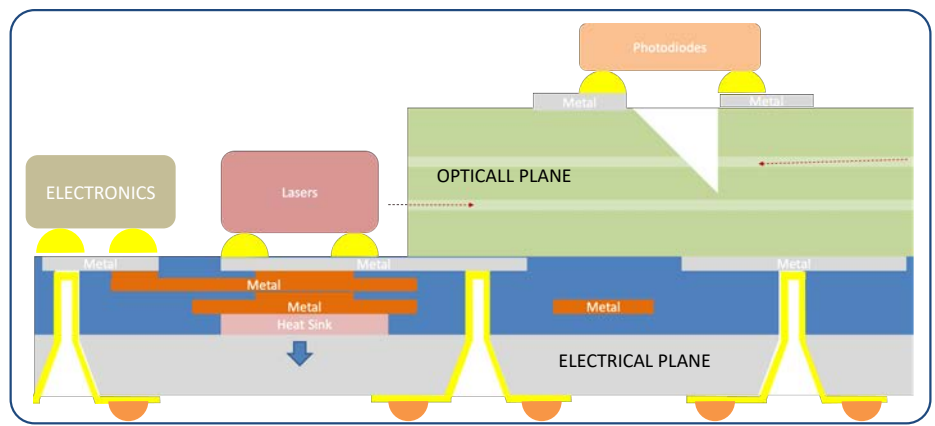 Photodiodes
Metal
Metal
OPTICALL PLANE
ELECTRONICS
Lasers
Metal
Metal
Metal
Metal
Metal
Metal
Heat Sink
ELECTRICAL PLANE